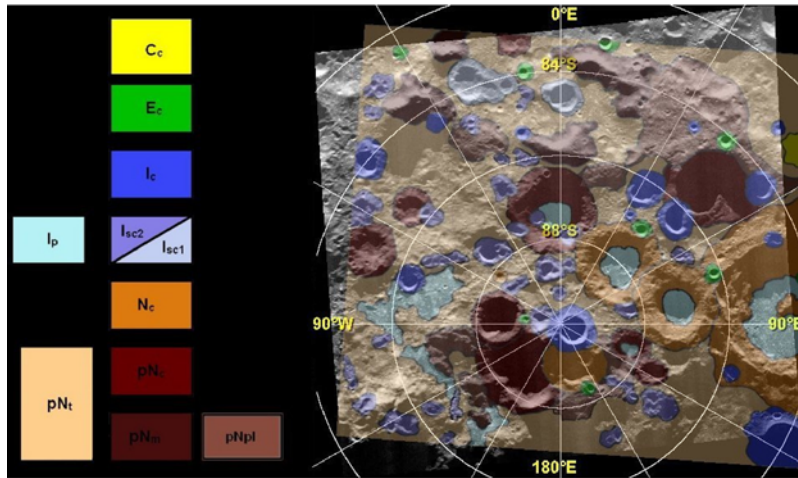 Cc
Ec
Ic
Ip
Isc2
Isc1
Nc
pNt
pNc
pNm
pNpl
0°E
84°S
88°S
90°W
90°E
180°E